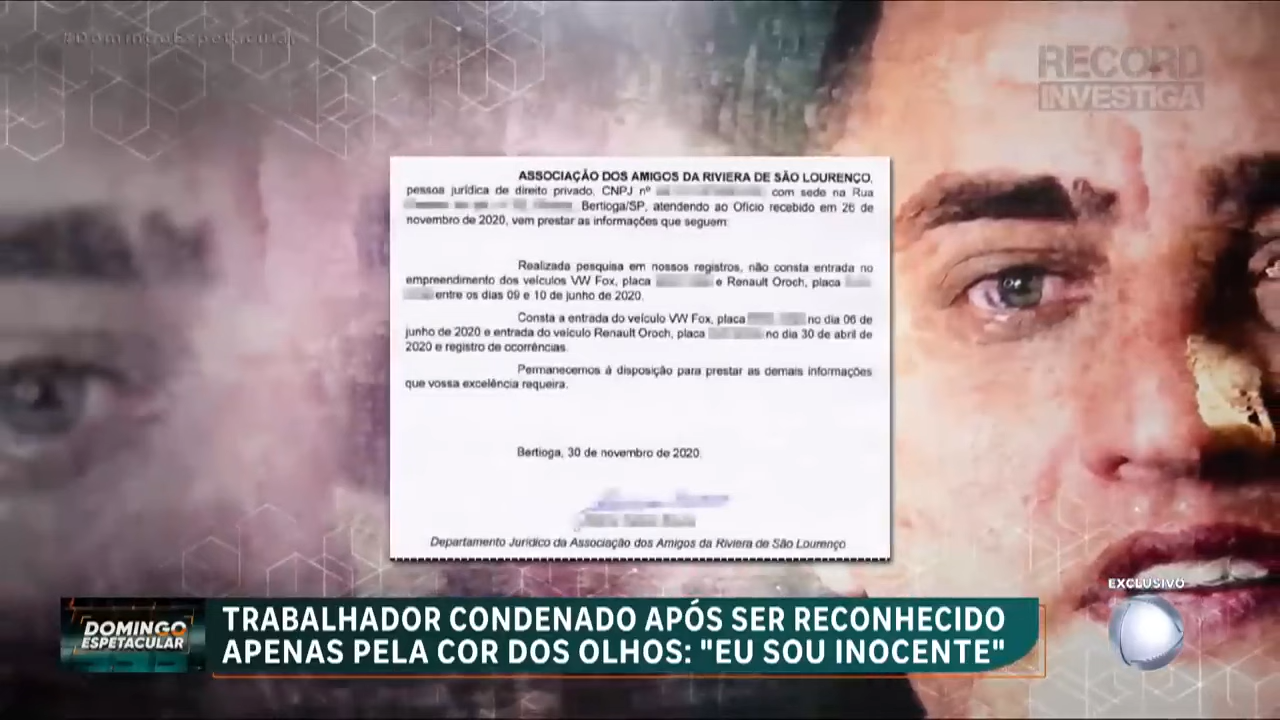 #DomingoEspetacular
RECORD
INVESTIGA
ASSOCIAÇÃO DOS AMIGOS DA RIVIERA DE SÃO LOURENÇO,
pessoa jurídica de direito privado, CNPJ nº com sede na Rua
Bertioga/SP, atendendo ao Ofício recebido em 26 de
novembro de 2020, vem prestar as informações que seguem:
Realizada pesquisa em nossos registros, não consta entrada no
empreendimento dos veículos VW Fox, placa e Renault Oroch, placa
entre os dias 09 e 10 de junho de 2020.
Consta a entrada do veículo VW Fox, placa no dia 06 de
junho de 2020 e entrada do veículo Renault Oroch, placa no dia 30 de abril de
2020 e registro de ocorrências.
Permanecemos à disposição para prestar as demais informações
que vossa excelência requeira.
Bertioga, 30 de novembro de 2020.
Departamento Jurídico da Associação dos Amigos da Riviera de São Lourenço
EXCLUSIVO
DOMINGO
ESPETACULAR
TRABALHADOR CONDENADO APÓS SER RECONHECIDO
APENAS PELA COR DOS OLHOS: "EU SOU INOCENTE"